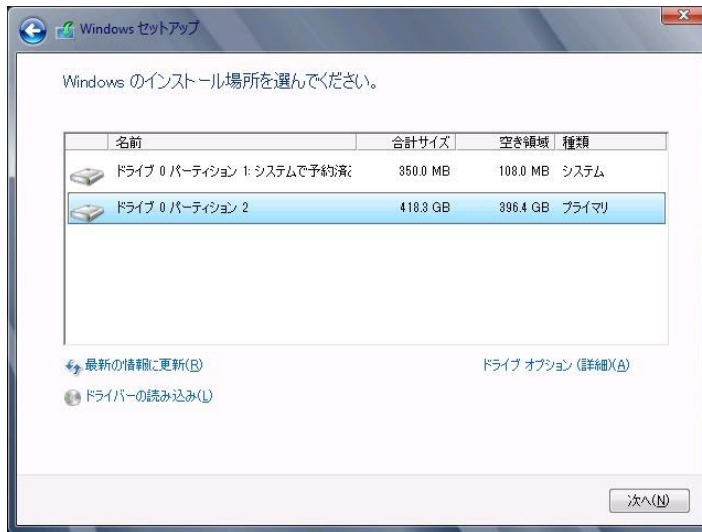 Windows セットアップ
Windows のインストール場所を選んでください。
名前 合計サイズ 空き領域 種類
ドライブ 0 パーティション 1: システムで予約済 350.0 MB 108.0 MB システム
ドライブ 0 パーティション 2 418.3 GB 396.4 GB プライマリ
最新の情報に更新(R) ドライブ オプション (詳細)(A)
ドライバーの読み込み(L)
次へ(N)